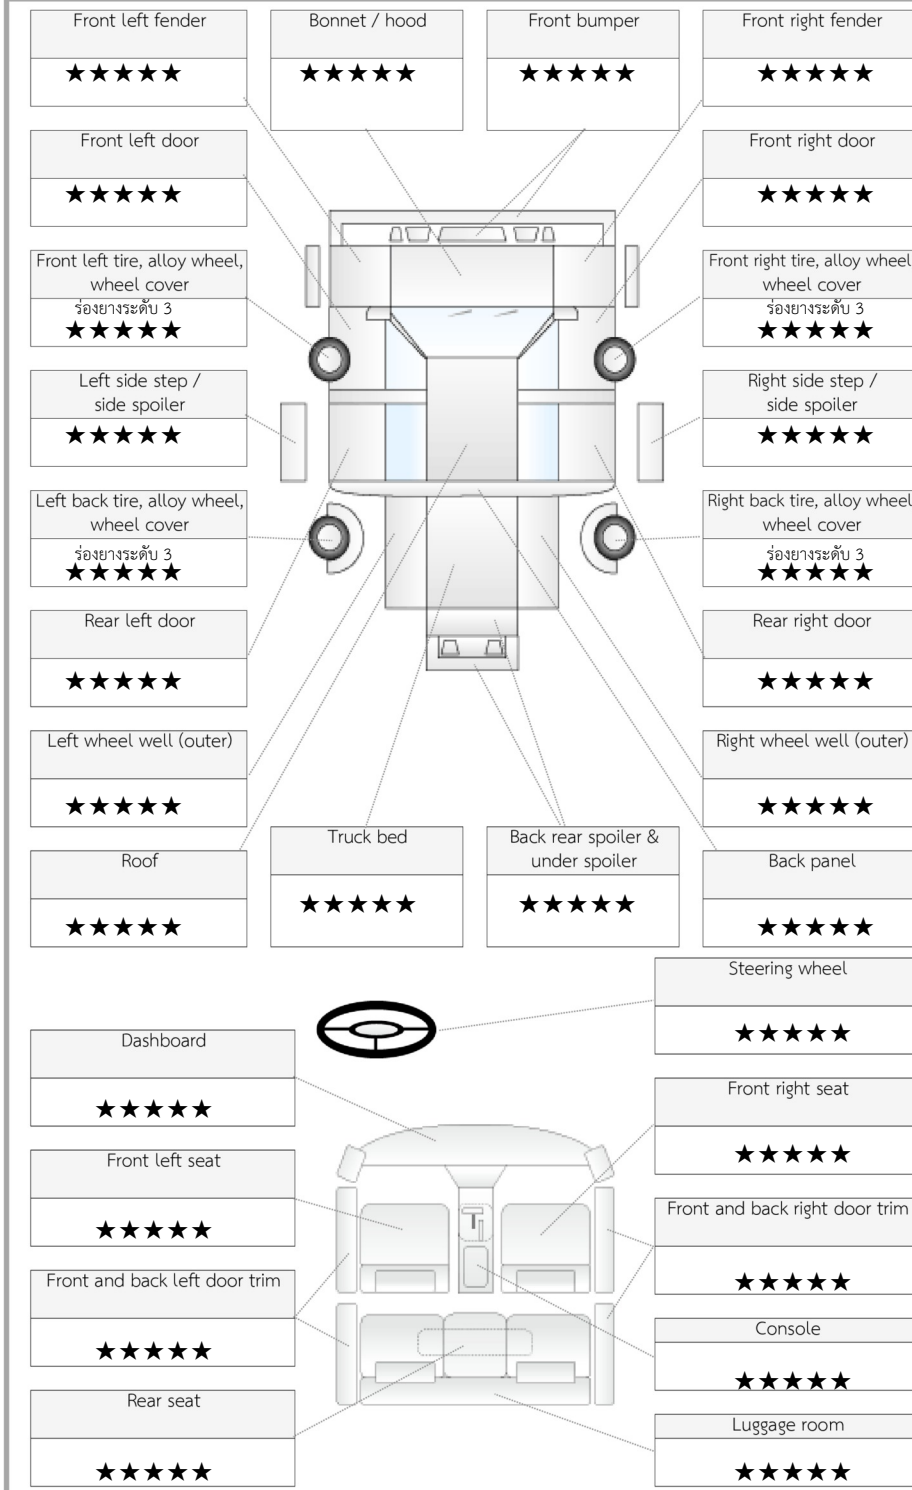 Front left fender
★★★★★
Bonnet / hood
★★★★★
Front bumper
★★★★★
Front right fender
★★★★★
Front left door
★★★★★
Front right door
★★★★★
Front left tire, alloy wheel,
wheel cover
ร่องยางระดับ 3
★★★★★
Front right tire, alloy wheel
wheel cover
ร่องยางระดับ 3
★★★★★
Left side step /
side spoiler
★★★★★
Right side step /
side spoiler
★★★★★
Left back tire, alloy wheel,
wheel cover
ร่องยางระดับ 3
★★★★★
Right back tire, alloy wheel
wheel cover
ร่องยางระดับ 3
★★★★★
Rear left door
★★★★★
Rear right door
★★★★★
Left wheel well (outer)
★★★★★
Right wheel well (outer)
★★★★★
Roof
★★★★★
Truck bed
★★★★★
Back rear spoiler &
under spoiler
★★★★★
Back panel
★★★★★
Steering wheel
★★★★★
Dashboard
★★★★★
Front right seat
★★★★★
Front left seat
★★★★★
Front and back right door trim
★★★★★
Front and back left door trim
★★★★★
Console
★★★★★
Rear seat
★★★★★
Luggage room
★★★★★